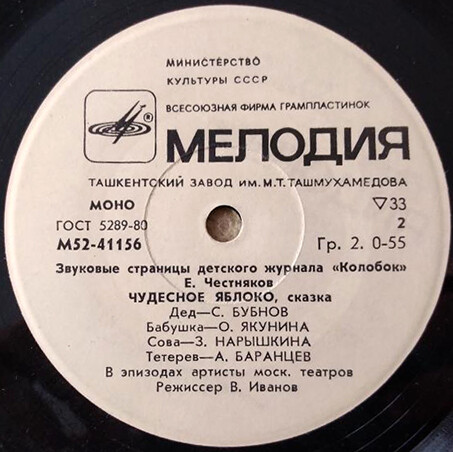 МИНИСТЕРСТВО
КУЛЬТУРЫ СССР
ВСЕСОЮЗНАЯ ФИРМА ГРАМПЛАСТИНОК
®
МЕЛОДИЯ
ТАШКЕНТСКИЙ ЗАВОД ИМ. М.Т. ТАШМУХАМЕДОВА
МОНО ▽33
ГОСТ 5289-80 2
М52-41156 Гр. 2. 0-55
Звуковые страницы детского журнала «Колобок»
Е. Честняков
ЧУДЕСНОЕ ЯБЛОКО, сказка
Дед—С. БУБНОВ
Бабушка—О. ЯКУНИНА
Сова—З. НАРЫШКИНА
Тетерев—А. БАРАНЦЕВ
В эпизодах артисты моск. театров
Режиссер В. Иванов